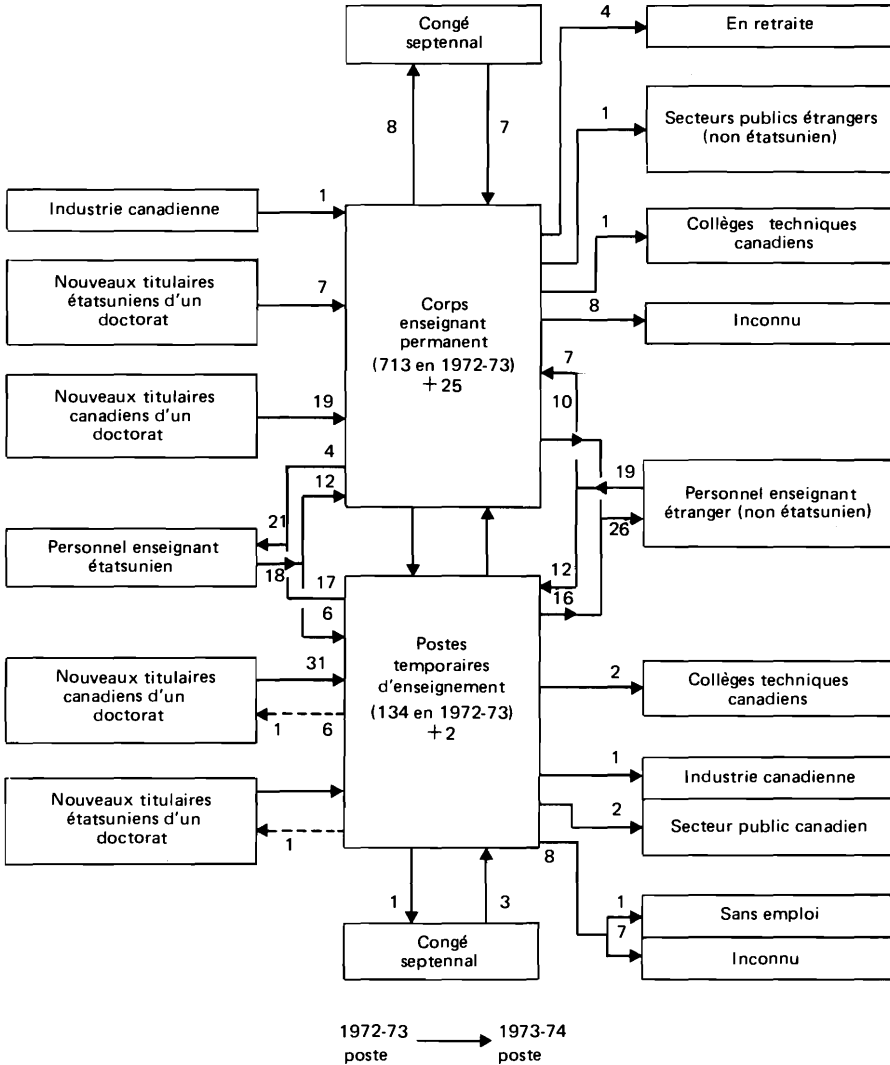 Congé
septennal
4
En retraite
8
7
1
Secteurs publics étrangers
(non étatsunien)
Industrie canadienne
1
1
Collèges techniques
canadiens
Nouveaux titulaires
étatsuniens d'un
doctorat
7
Corps
enseignant
permanent
(713 en 1972-73)
+ 25
8
Inconnu
7
10
Nouveaux titulaires
canadiens d'un
doctorat
19
4
12
21
Personnel enseignant
étatsunien
18
17
6
19
Personnel enseignant
étranger (non étatsunien)
26
12
16
Postes
temporaires
d'enseignement
(134 en 1972-73)
+2
Nouveaux titulaires
canadiens d'un
doctorat
31
1
6
2
Collèges techniques
canadiens
1
Industrie canadienne
Nouveaux titulaires
étatsuniens d'un
doctorat
1
2
Secteur public canadien
8
1
3
1
Sans emploi
7
Inconnu
Congé
septennal
1972-73
poste
1973-74
poste